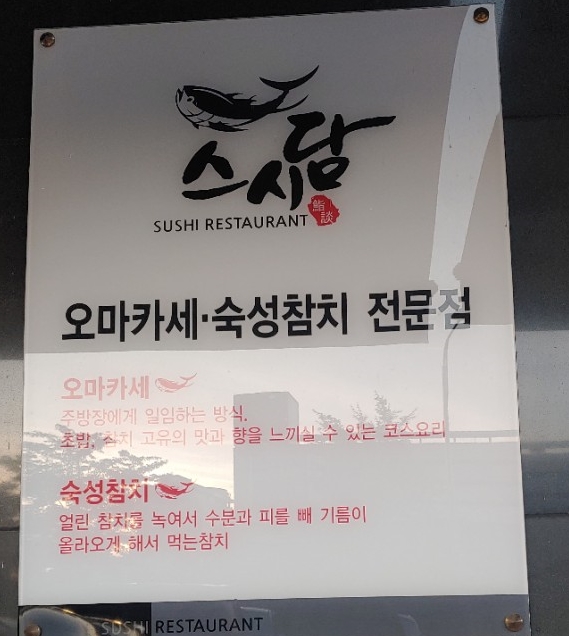 스시담
SUSHI RESTAURANT 鮨談
오마카세·숙성참치 전문점
오마카세
주방장에게 일임하는 방식.
초밥, 참치 고유의 맛과 향을 느끼실 수 있는 코스요리
숙성참치
얼린 참치를 녹여서 수분과 피를 빼 기름이
올라오게 해서 먹는참치
SUSHI RESTAURANT